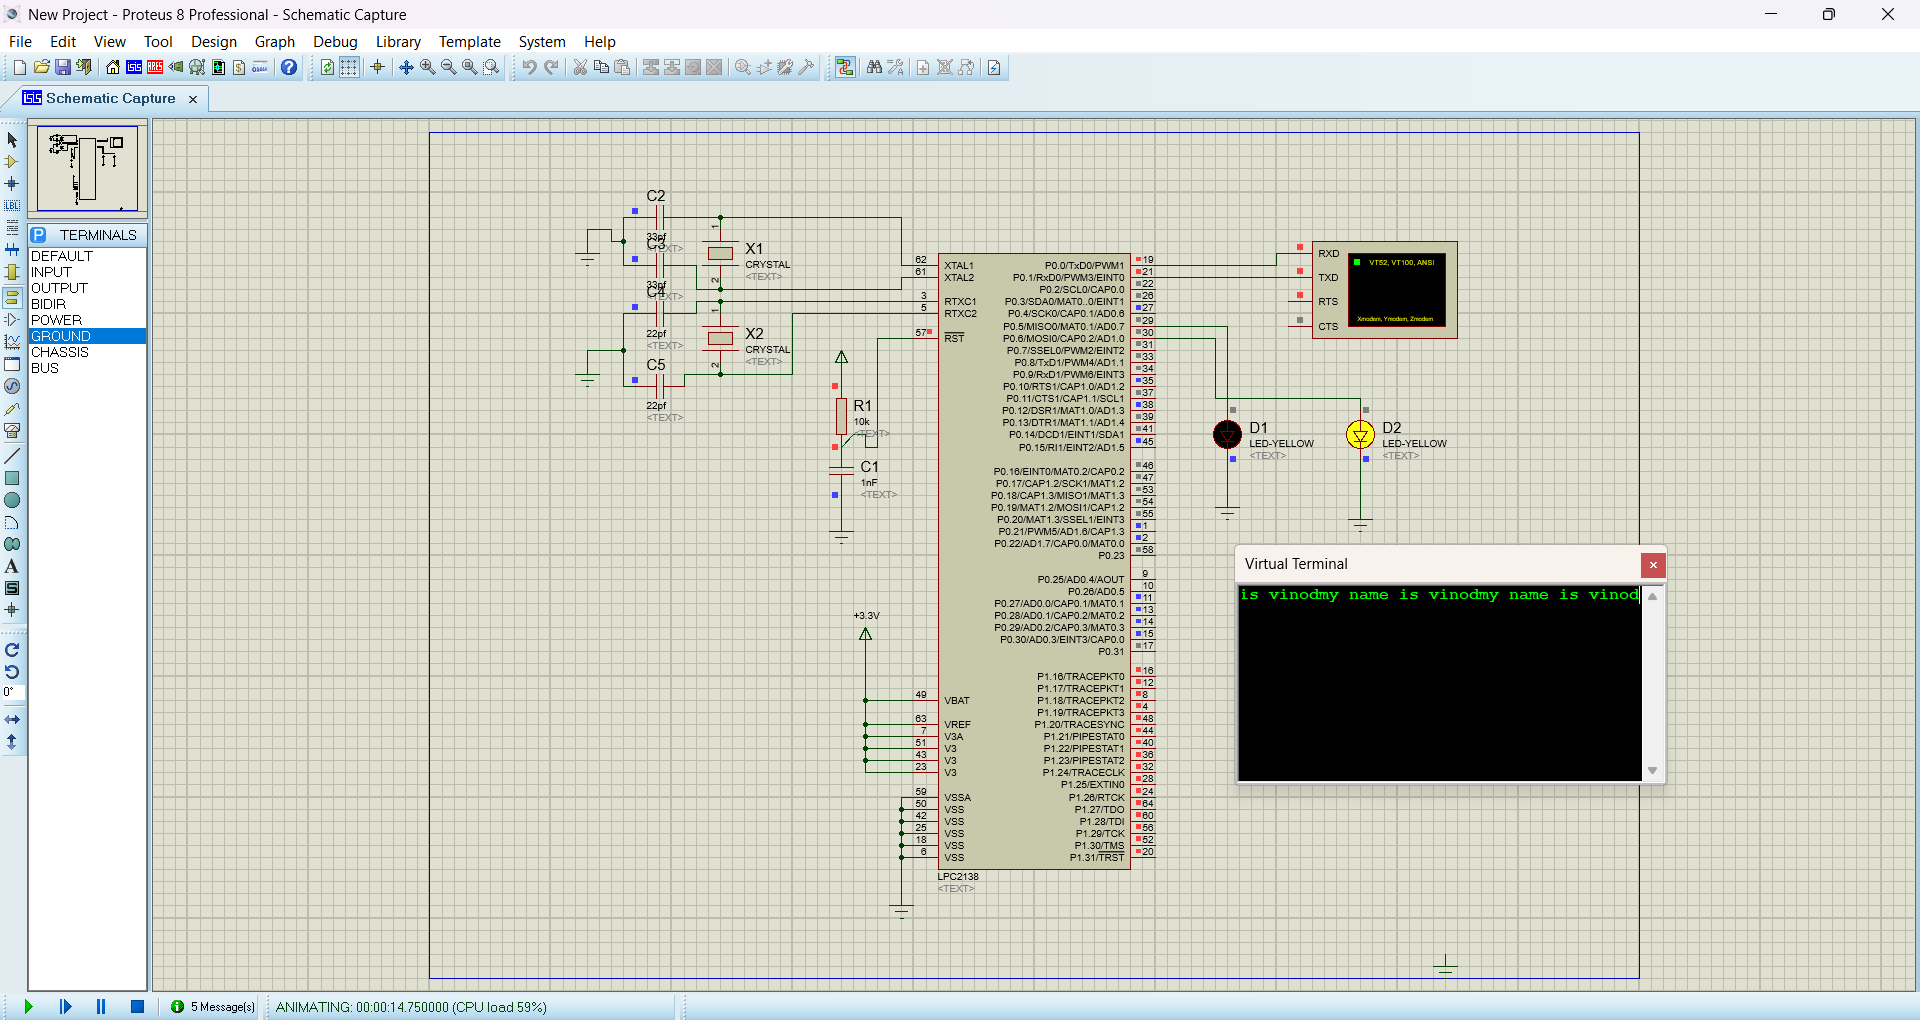 New Project - Proteus 8 Professional - Schematic Capture
File Edit View Tool Design Graph Debug Library Template System Help
Schematic Capture
TERMINALS
DEFAULT
INPUT
OUTPUT
BIDIR
POWER
GROUND
CHASSIS
BUS
0°
C2
33pf
<TEXT>
C3
33pf
<TEXT>
C4
22pf
<TEXT>
C5
22pf
<TEXT>
X1
CRYSTAL
<TEXT>
X2
CRYSTAL
<TEXT>
R1
10k
<TEXT>
C1
1nF
<TEXT>
+3.3V
62 XTAL1
61 XTAL2
3 RTXC1
5 RTXC2
57 RST
49 VBAT
63 VREF
7 V3A
51 V3
43 V3
23 V3
59 VSSA
50 VSS
42 VSS
25 VSS
18 VSS
6 VSS
P0.0/TxD0/PWM1 19
P0.1/RxD0/PWM3/EINT0 21
P0.2/SCL0/CAP0.0 22
P0.3/SDA0/MAT0..0/EINT1 26
P0.4/SCK0/CAP0.1/AD0.6 27
P0.5/MISO0/MAT0.1/AD0.7 29
P0.6/MOSI0/CAP0.2/AD1.0 30
P0.7/SSEL0/PWM2/EINT2 31
P0.8/TxD1/PWM4/AD1.1 33
P0.9/RxD1/PWM6/EINT3 34
P0.10/RTS1/CAP1.0/AD1.2 35
P0.11/CTS1/CAP1.1/SCL1 37
P0.12/DSR1/MAT1.0/AD1.3 38
P0.13/DTR1/MAT1.1/AD1.4 39
P0.14/DCD1/EINT1/SDA1 41
P0.15/RI1/EINT2/AD1.5 45
P0.16/EINT0/MAT0.2/CAP0.2 46
P0.17/CAP1.2/SCK1/MAT1.2 47
P0.18/CAP1.3/MISO1/MAT1.3 53
P0.19/MAT1.2/MOSI1/CAP1.2 54
P0.20/MAT1.3/SSEL1/EINT3 55
P0.21/PWM5/AD1.6/CAP1.3 1
P0.22/AD1.7/CAP0.0/MAT0.0 2
P0.23 58
P0.25/AD0.4/AOUT 9
P0.26/AD0.5 10
P0.27/AD0.0/CAP0.1/MAT0.1 11
P0.28/AD0.1/CAP0.2/MAT0.2 13
P0.29/AD0.2/CAP0.3/MAT0.3 14
P0.30/AD0.3/EINT3/CAP0.0 15
P0.31 17
P1.16/TRACEPKT0 16
P1.17/TRACEPKT1 12
P1.18/TRACEPKT2 8
P1.19/TRACEPKT3 4
P1.20/TRACESYNC 48
P1.21/PIPESTAT0 44
P1.22/PIPESTAT1 40
P1.23/PIPESTAT2 36
P1.24/TRACECLK 32
P1.25/EXTIN0 28
P1.26/RTCK 24
P1.27/TDO 64
P1.28/TDI 60
P1.29/TCK 56
P1.30/TMS 52
P1.31/TRST 20
LPC2138
<TEXT>
RXD
TXD
RTS
CTS
VT52, VT100, ANSI
Xmodem, Ymodem, Zmodem
D1
LED-YELLOW
<TEXT>
D2
LED-YELLOW
<TEXT>
Virtual Terminal
is vinodmy name is vinodmy name is vinod
5 Message(s)
ANIMATING: 00:00:14.750000 (CPU load 59%)